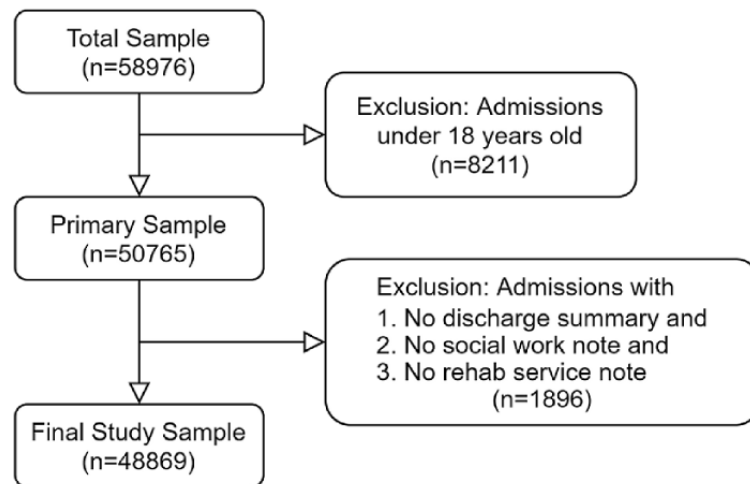 Total Sample
(n=58976)
Exclusion: Admissions
under 18 years old
(n=8211)
Primary Sample
(n=50765)
Exclusion: Admissions with
1. No discharge summary and
2. No social work note and
3. No rehab service note
(n=1896)
Final Study Sample
(n=48869)